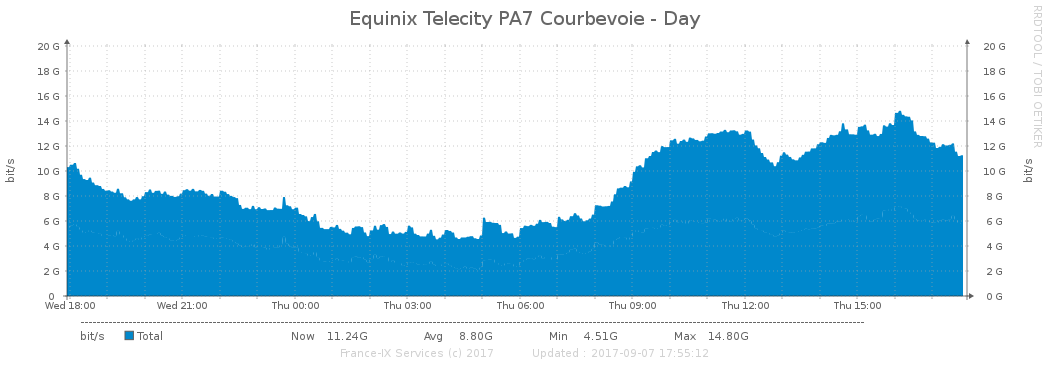 Equinix Telecity PA7 Courbevoie - Day
RRDTOOL / TOBI OETIKER
bit/s
bit/s
20 G 20 G
18 G 18 G
16 G 16 G
14 G 14 G
12 G 12 G
10 G 10 G
8 G 8 G
6 G 6 G
4 G 4 G
2 G 2 G
0 0 G
Wed 18:00 Wed 21:00 Thu 00:00 Thu 03:00 Thu 06:00 Thu 09:00 Thu 12:00 Thu 15:00
bit/s Total Now 11.24G Avg 8.80G Min 4.51G Max 14.80G
France-IX Services (c) 2017 Updated : 2017-09-07 17:55:12